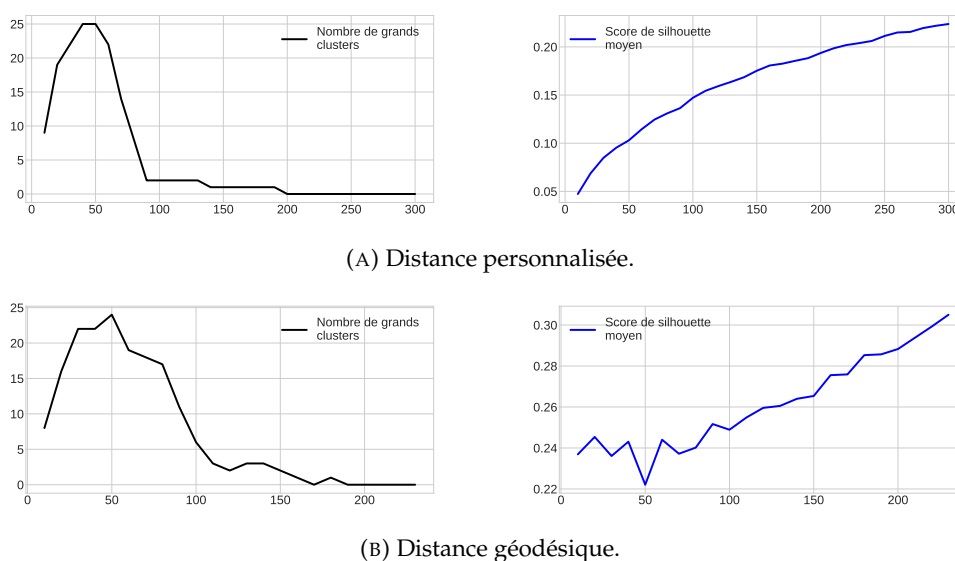 25
20
15
10
5
0
0 50 100 150 200 250 300
Nombre de grands
clusters
0.20
0.15
0.10
0.05
0 50 100 150 200 250 300
Score de silhouette
moyen
(A) Distance personnalisée.
25
20
15
10
5
0
0 50 100 150 200
Nombre de grands
clusters
0.30
0.28
0.26
0.24
0.22
0 50 100 150 200
Score de silhouette
moyen
(B) Distance géodésique.